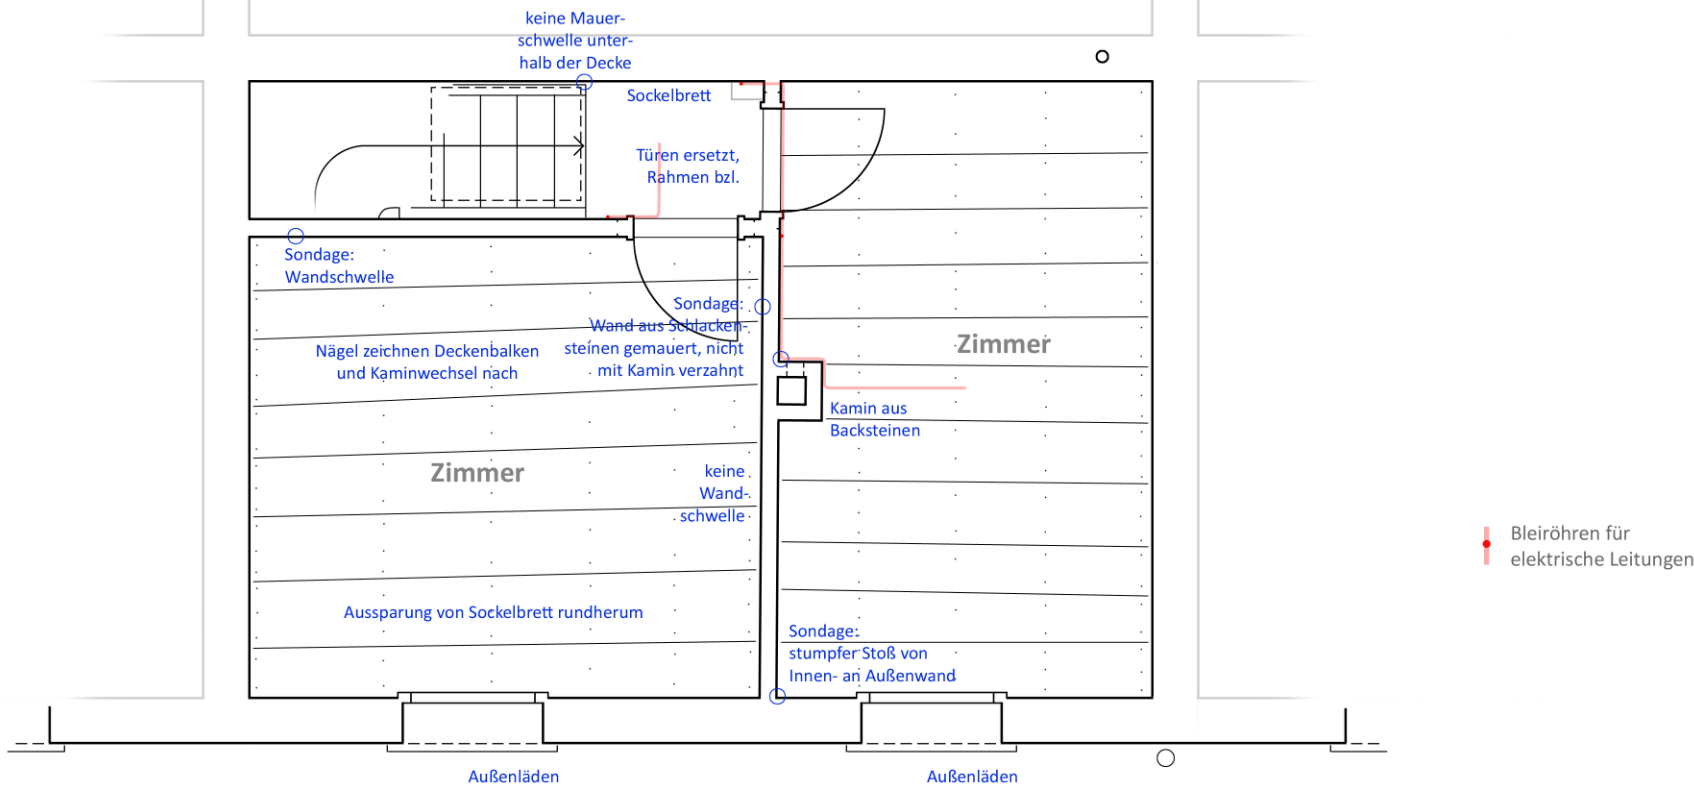 keine Mauer-
schwelle unter-
halb der Decke
Sockelbrett
Türen ersetzt,
Rahmen bzl.
Sondage:
Wandschwelle
Sondage:
Wand aus Schlacken-
steinen gemauert, nicht
mit Kamin verzahnt
Nägel zeichnen Deckenbalken
und Kaminwechsel nach
Zimmer
Kamin aus
Backsteinen
Zimmer
keine
Wand-
schwelle
Bleiröhren für
elektrische Leitungen
Aussparung von Sockelbrett rundherum
Sondage:
stumpfer Stoß von
Innen- an Außenwand
Außenläden
Außenläden